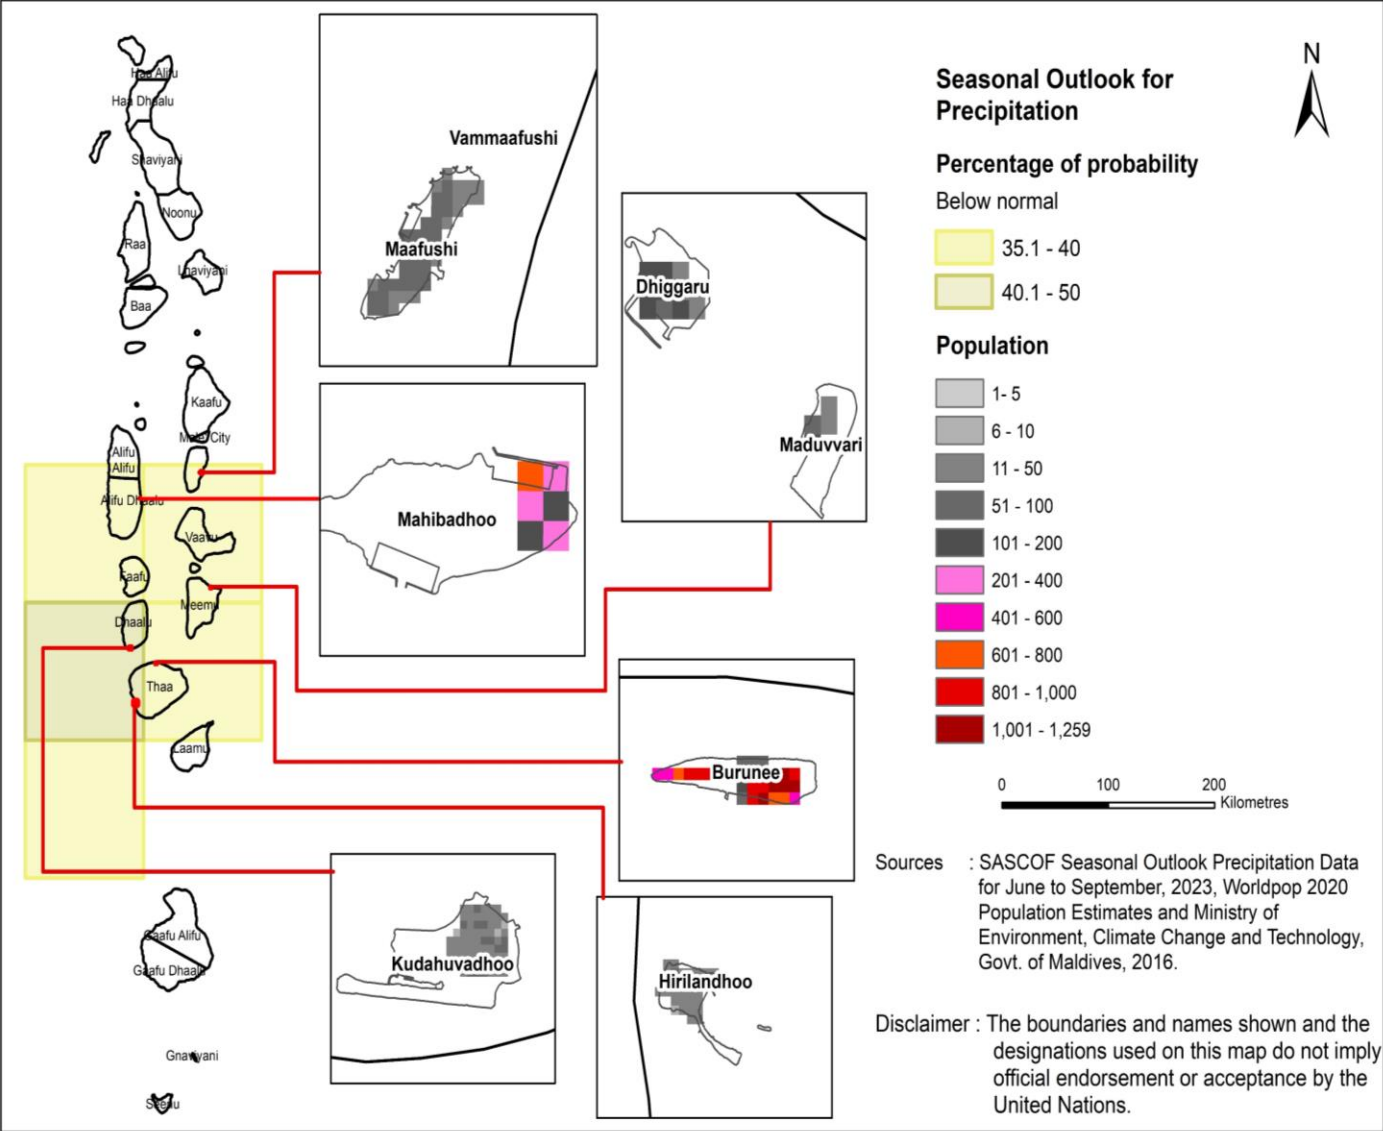 Haa Alifu
Haa Dhaalu
Shaviyani
Noonu
Raa
Lhaviyani
Baa
Kaafu
Male' City
Alifu
Alifu
Alifu Dhaalu
Vaavu
Faafu
Meemu
Dhaalu
Thaa
Laamu
Gaafu Alifu
Gaafu Dhaalu
Gnaviyani
Seenu
Vammaafushi
Maafushi
Mahibadhoo
Dhiggaru
Maduvvari
Burunee
Kudahuvadhoo
Hirilandhoo
N
Seasonal Outlook for
Precipitation
Percentage of probability
Below normal
35.1 - 40
40.1 - 50
Population
1- 5
6 - 10
11 - 50
51 - 100
101 - 200
201 - 400
401 - 600
601 - 800
801 - 1,000
1,001 - 1,259
0 100 200
Kilometres
Sources : SASCOF Seasonal Outlook Precipitation Data
for June to September, 2023, Worldpop 2020
Population Estimates and Ministry of
Environment, Climate Change and Technology,
Govt. of Maldives, 2016.
Disclaimer : The boundaries and names shown and the
designations used on this map do not imply
official endorsement or acceptance by the
United Nations.